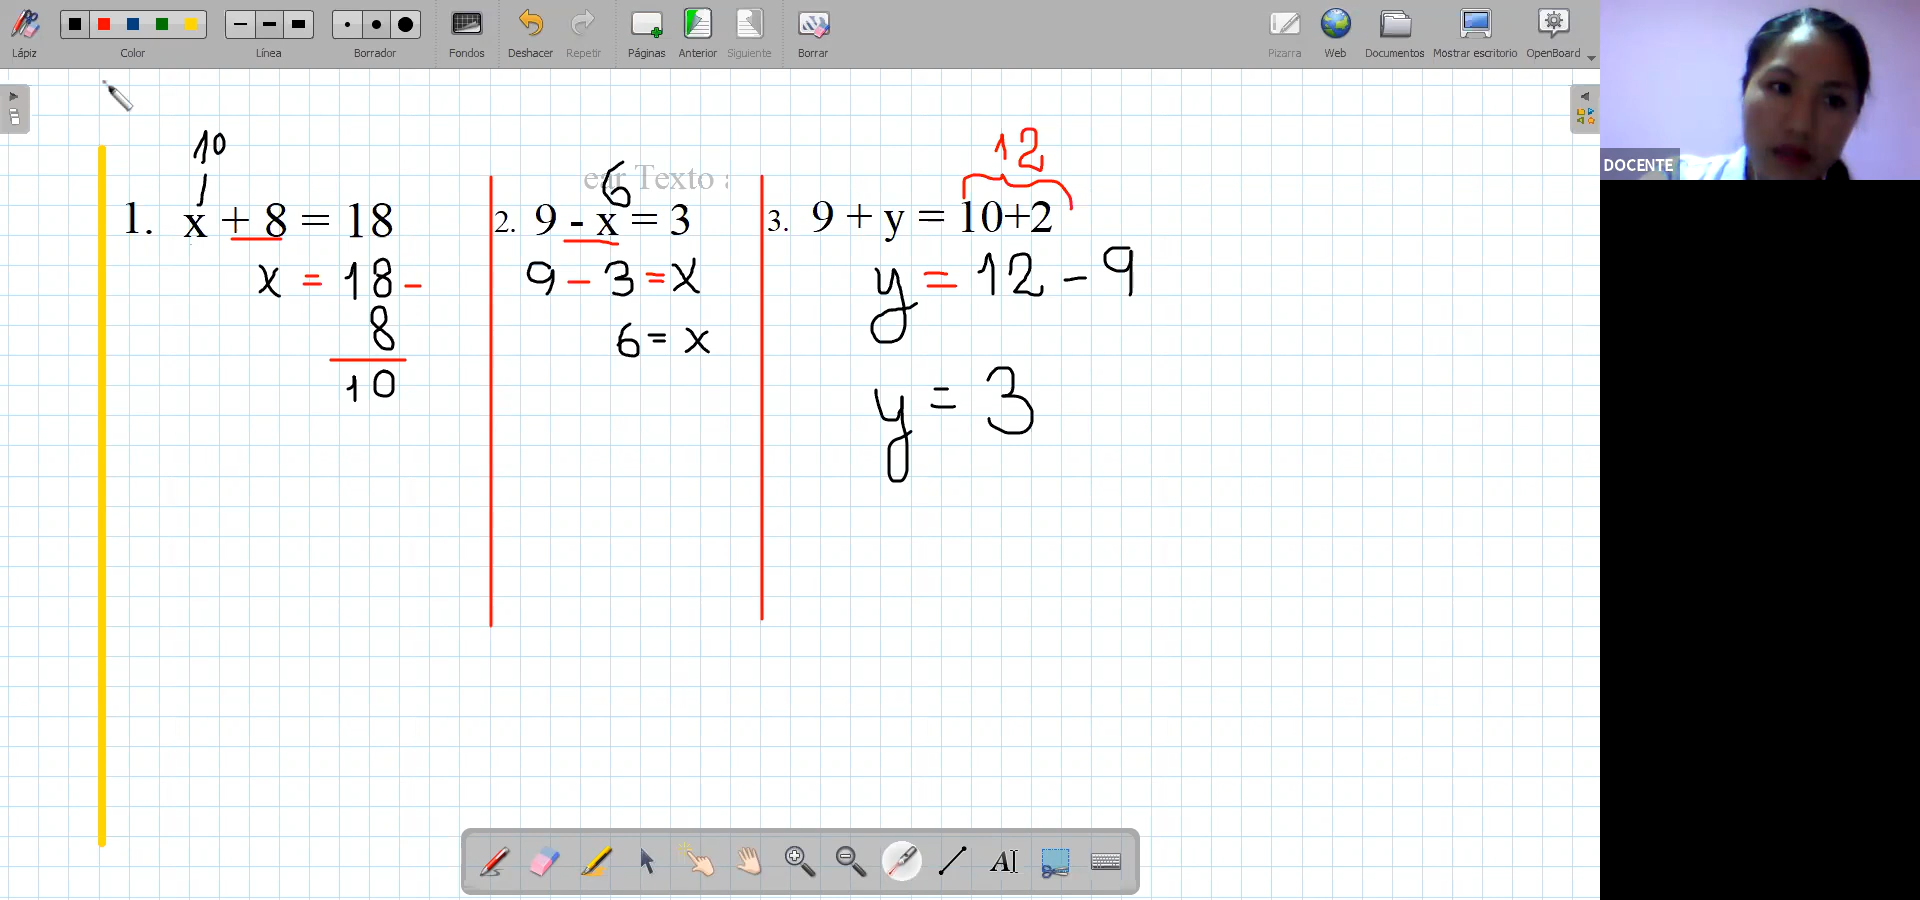 Lápiz Color Línea Borrador Fondos Deshacer Repetir Páginas Anterior Siguiente Borrar Pizarra Web Documentos Mostrar escritorio OpenBoard
DOCENTE
10
1. x + 8 = 18
x = 18 -
8
10
Texto
6
2. 9 - x = 3
9 - 3 = x
6 = x
12
3. 9 + y = 10+2
y = 12 - 9
y = 3